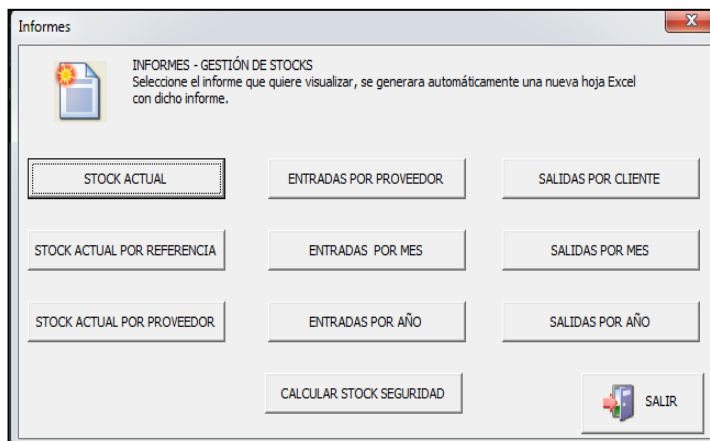 Informes
INFORMES - GESTIÓN DE STOCKS
Seleccione el informe que quiere visualizar, se generara automáticamente una nueva hoja Excel
con dicho informe.
STOCK ACTUAL
ENTRADAS POR PROVEEDOR
SALIDAS POR CLIENTE
STOCK ACTUAL POR REFERENCIA
ENTRADAS POR MES
SALIDAS POR MES
STOCK ACTUAL POR PROVEEDOR
ENTRADAS POR AÑO
SALIDAS POR AÑO
CALCULAR STOCK SEGURIDAD
SALIR